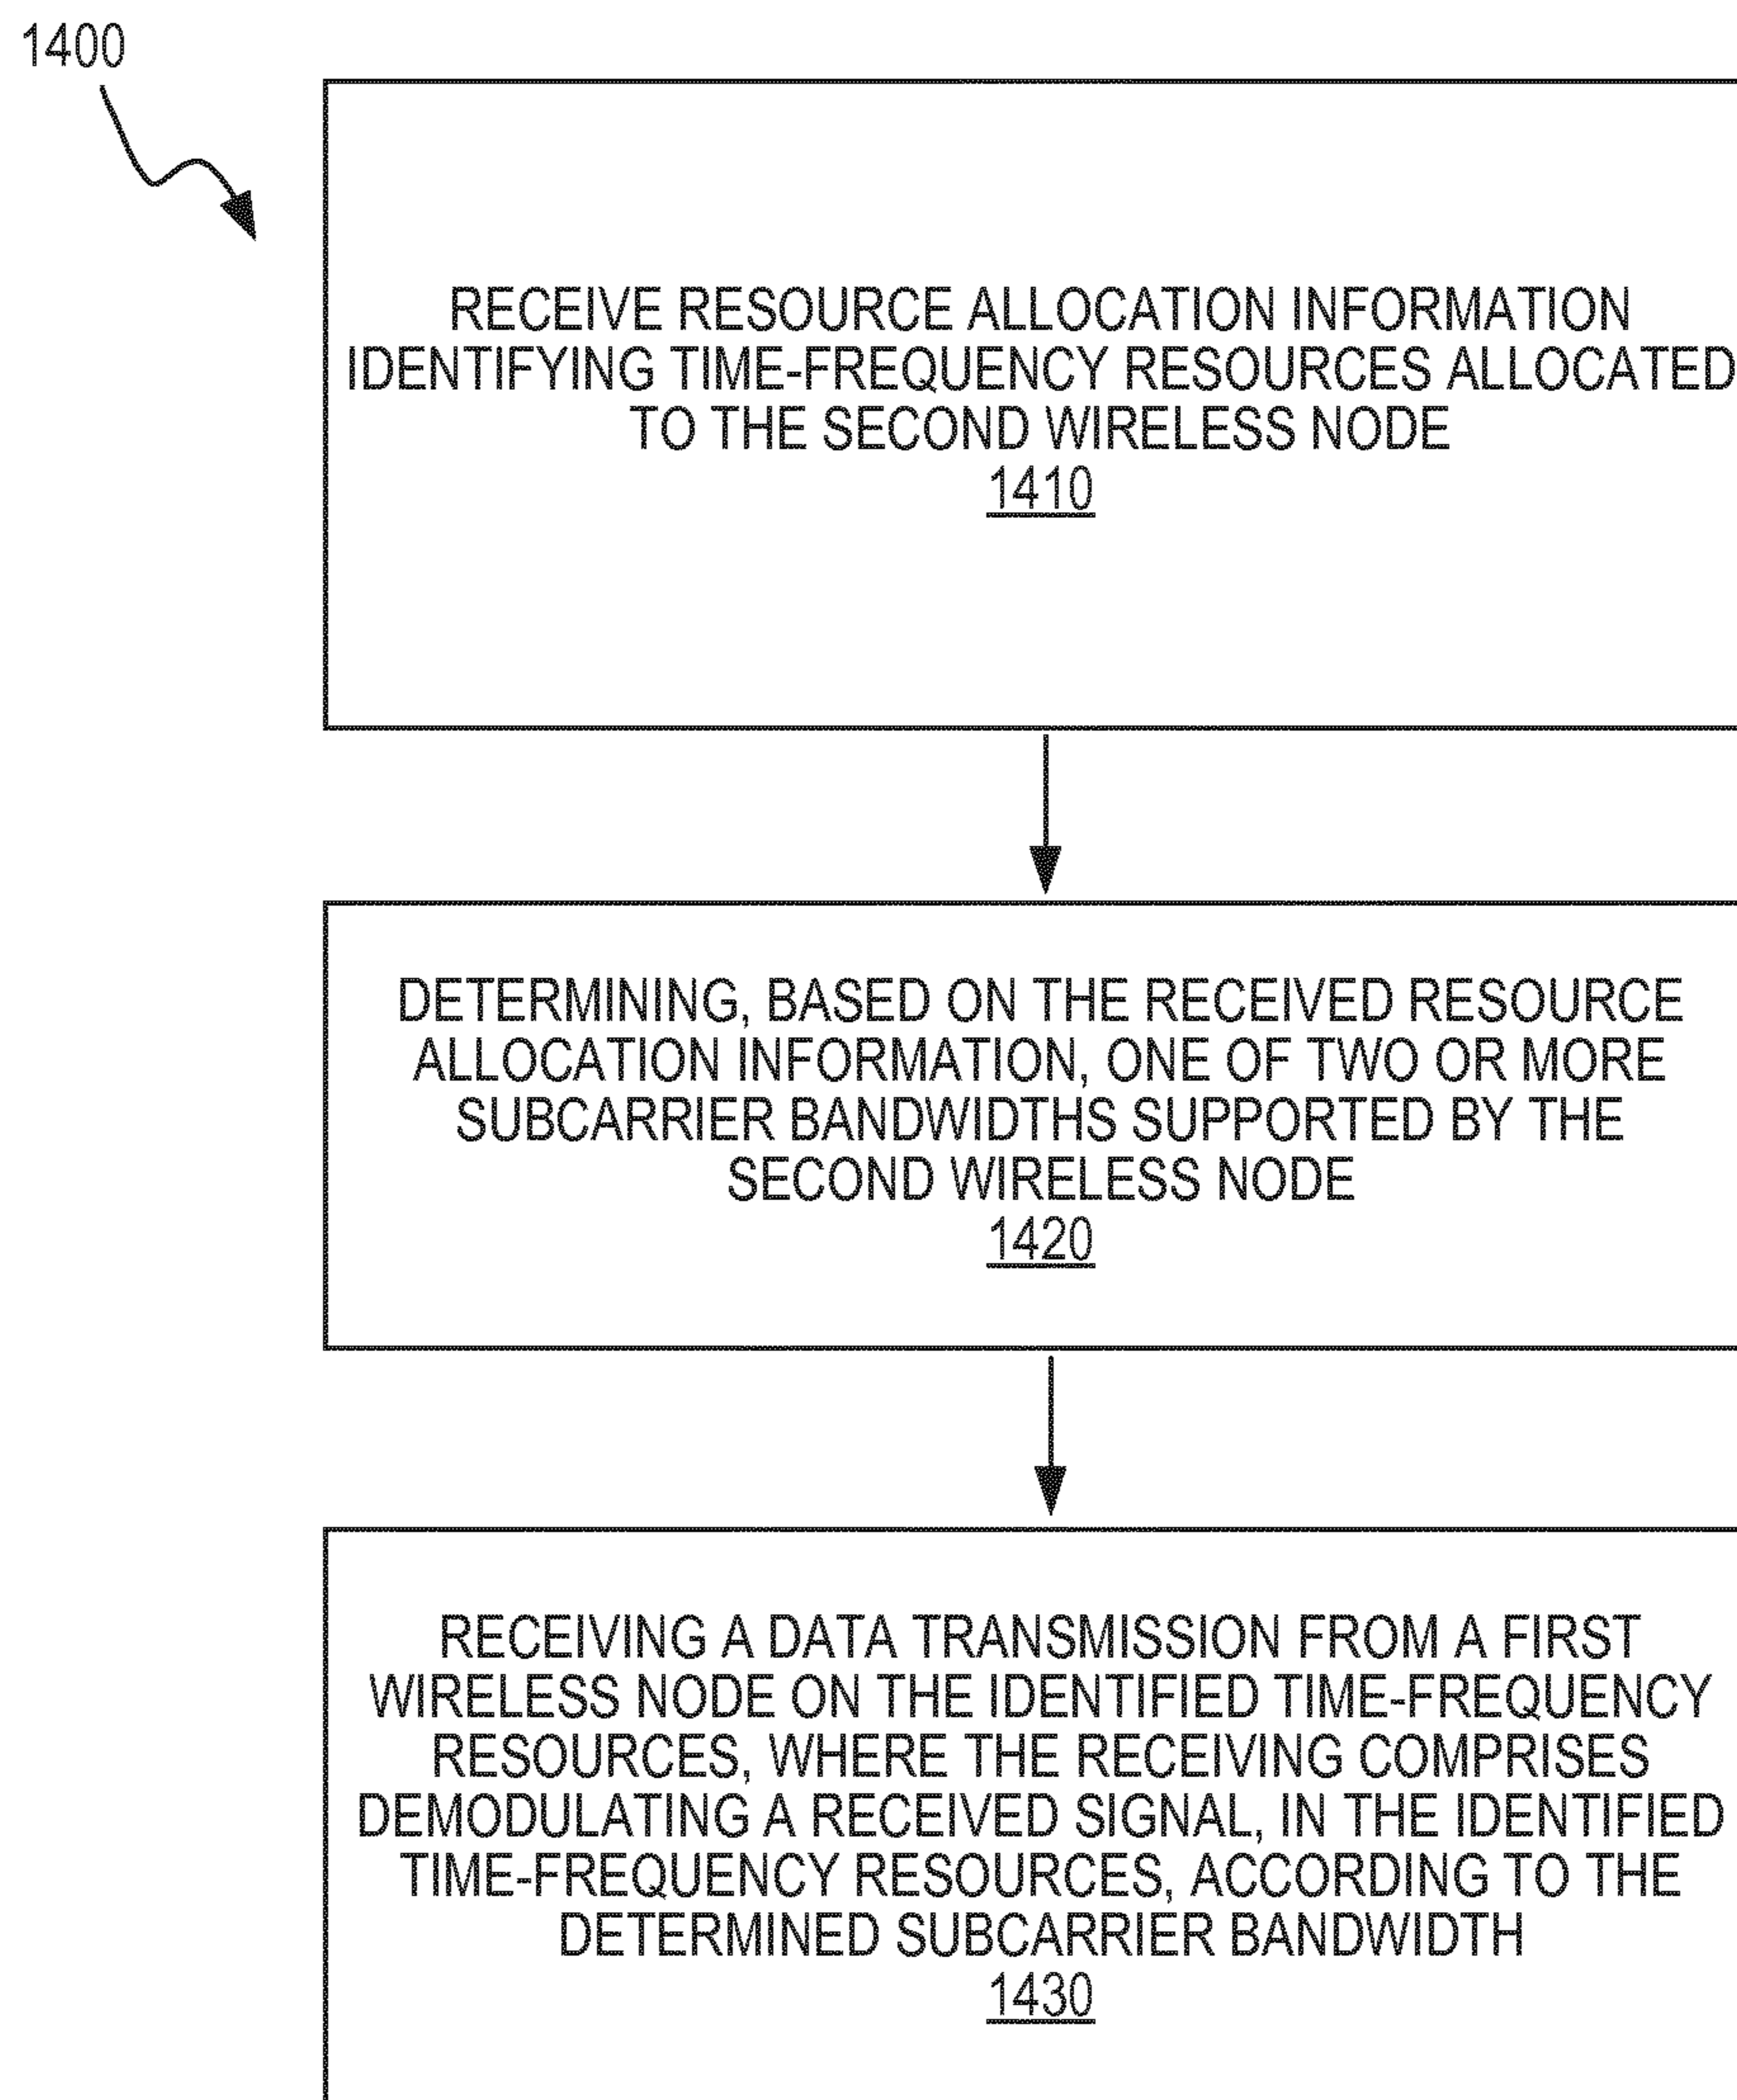 1400
RECEIVE RESOURCE ALLOCATION INFORMATION
IDENTIFYING TIME-FREQUENCY RESOURCES ALLOCATED
TO THE SECOND WIRELESS NODE
1410
DETERMINING, BASED ON THE RECEIVED RESOURCE
ALLOCATION INFORMATION, ONE OF TWO OR MORE
SUBCARRIER BANDWIDTHS SUPPORTED BY THE
SECOND WIRELESS NODE
1420
RECEIVING A DATA TRANSMISSION FROM A FIRST
WIRELESS NODE ON THE IDENTIFIED TIME-FREQUENCY
RESOURCES, WHERE THE RECEIVING COMPRISES
DEMODULATING A RECEIVED SIGNAL, IN THE IDENTIFIED
TIME-FREQUENCY RESOURCES, ACCORDING TO THE
DETERMINED SUBCARRIER BANDWIDTH
1430